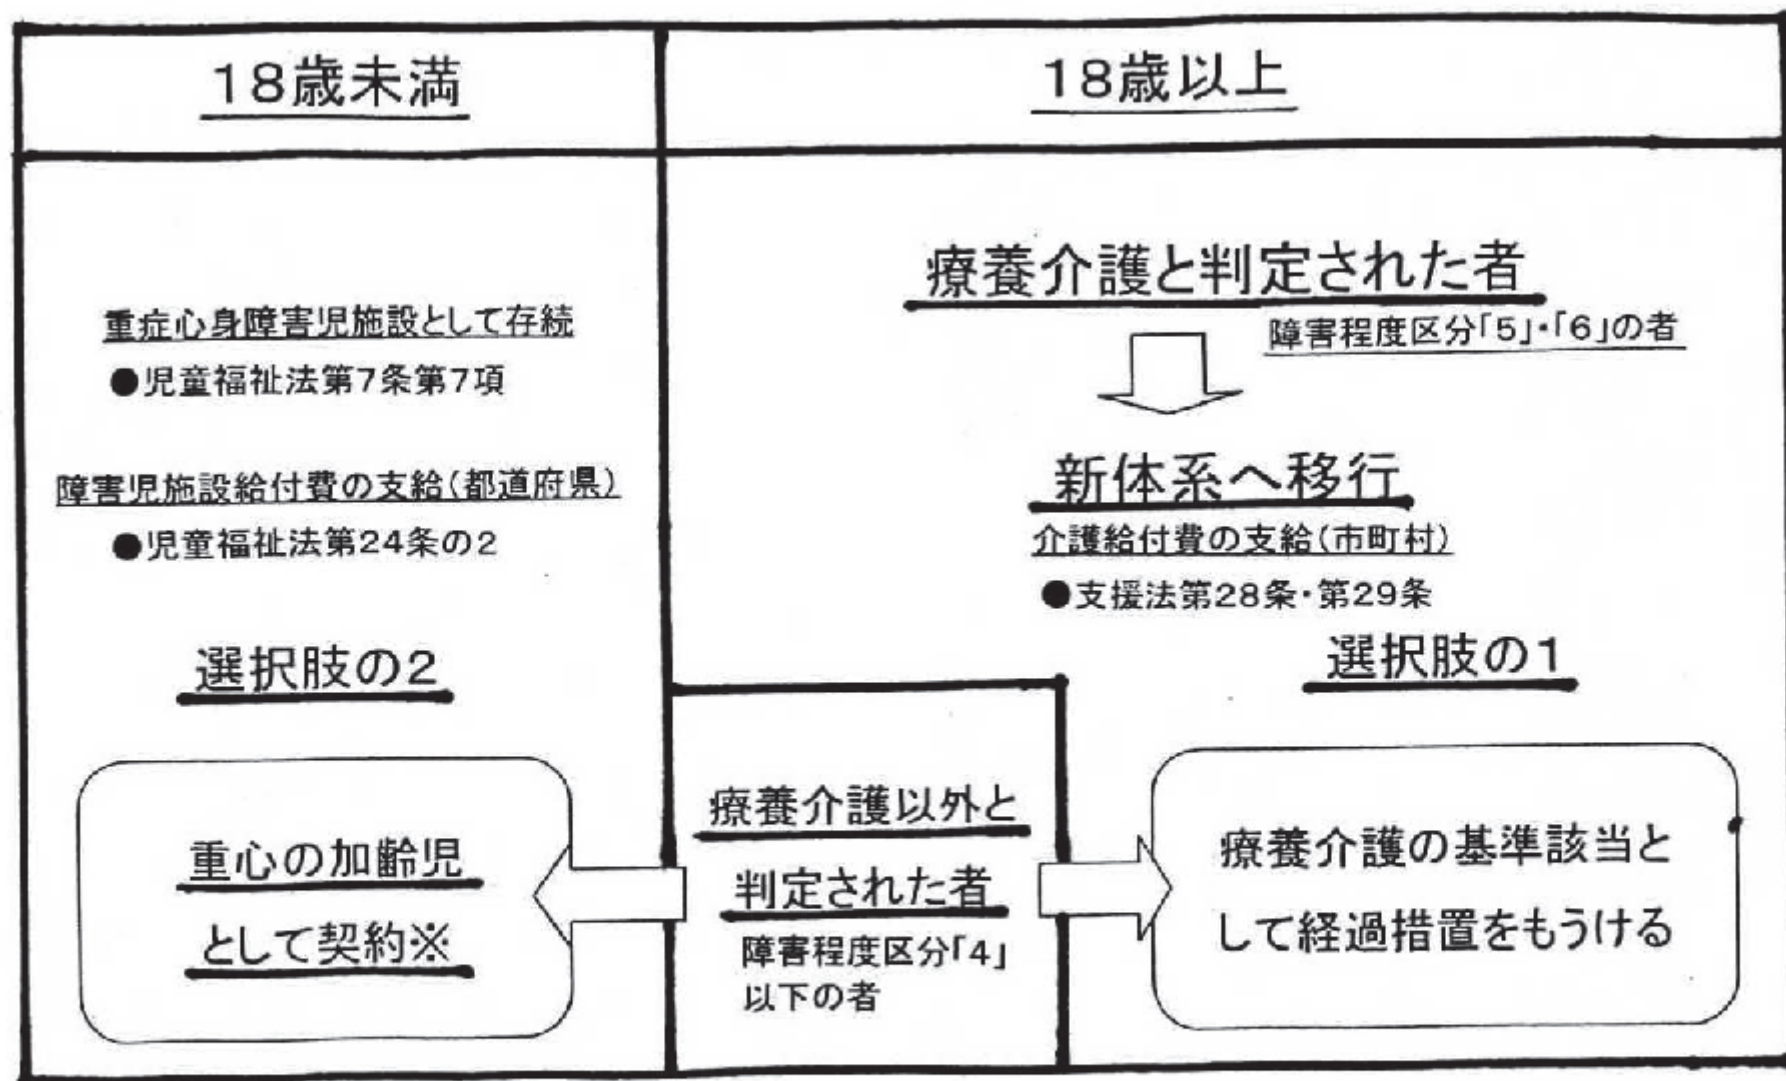 18歳未満
18歳以上
重症心身障害児施設として存続
●児童福祉法第7条第7項
障害児施設給付費の支給(都道府県)
●児童福祉法第24条の2
選択肢の2
重心の加齢児
として契約※
療養介護と判定された者
障害程度区分「5」・「6」の者
新体系へ移行
介護給付費の支給(市町村)
●支援法第28条・第29条
選択肢の1
療養介護以外と
判定された者
障害程度区分「4」
以下の者
療養介護の基準該当と
して経過措置をもうける